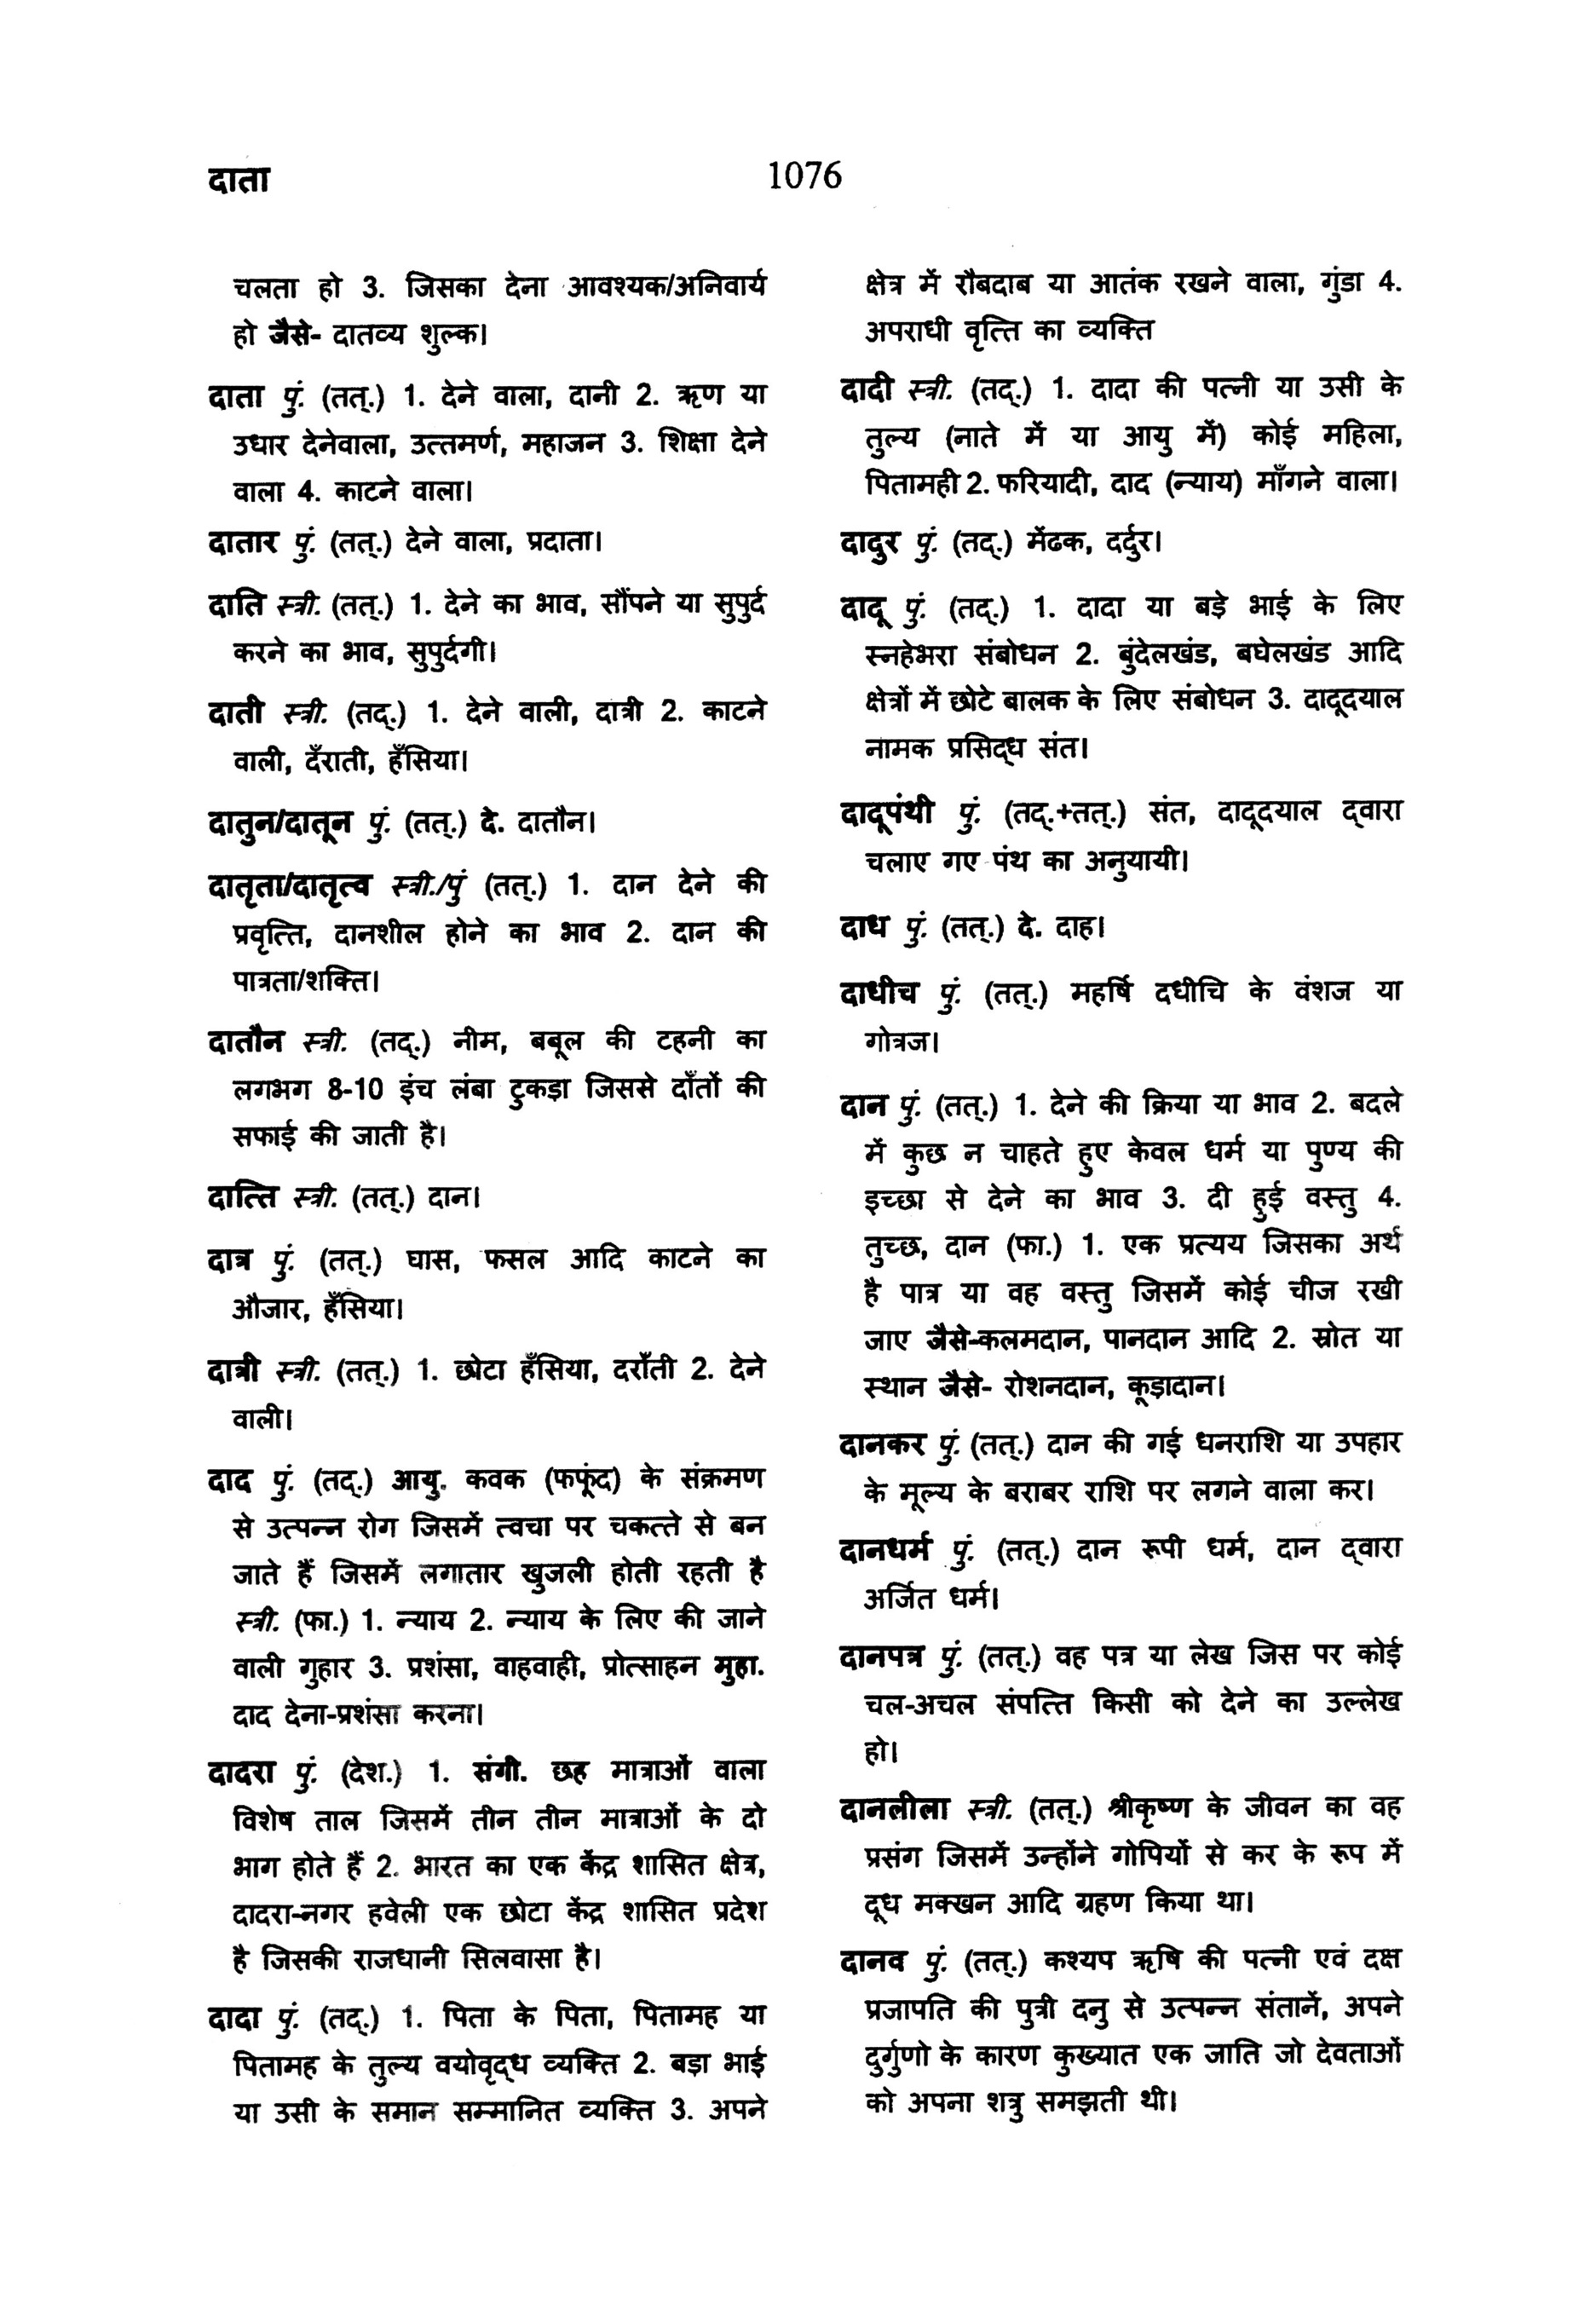 दाता
1076
चलता हो 3. जिसका देना आवश्यक/अनिवार्य
हो जैसे- दातव्य शुल्क।
दाता पुं. (तत्.) 1. देने वाला, दानी 2. ऋण या
उधार देनेवाला, उत्तमर्ण, महाजन 3. शिक्षा देने
वाला 4. काटने वाला।
दातार पुं. (तत्.) देने वाला, प्रदाता।
दाति स्त्री. (तत्.) 1. देने का भाव, सौंपने या सुपुर्द
करने का भाव, सुपुर्दगी।
दाती स्त्री. (तद्.) 1. देने वाली, दात्री 2. काटने
वाली, दँराती, हँसिया।
दातुन/दातून पुं. (तत्.) दे. दातौन।
दातृता/दातृत्व स्त्री./पुं (तत्.) 1. दान देने की
प्रवृत्ति, दानशील होने का भाव 2. दान की
पात्रता/शक्ति।
दातौन स्त्री. (तद्.) नीम, बबूल की टहनी का
लगभग 8-10 इंच लंबा टुकड़ा जिससे दाँतों की
सफाई की जाती है।
दात्ति स्त्री. (तत्.) दान।
दात्र पुं. (तत्.) घास, फसल आदि काटने का
औजार, हँसिया।
दात्री स्त्री. (तत्.) 1. छोटा हँसिया, दराँती 2. देने
वाली।
दाद पुं. (तद्.) आयु. कवक (फफूंद) के संक्रमण
से उत्पन्न रोग जिसमें त्वचा पर चकत्ते से बन
जाते हैं जिसमें लगातार खुजली होती रहती है
स्त्री. (फा.) 1. न्याय 2. न्याय के लिए की जाने
वाली गुहार 3. प्रशंसा, वाहवाही, प्रोत्साहन मुहा.
दाद देना-प्रशंसा करना।
दादरा पुं. (देश.) 1. संगी. छह मात्राओं वाला
विशेष ताल जिसमें तीन तीन मात्राओं के दो
भाग होते हैं 2. भारत का एक केंद्र शासित क्षेत्र,
दादरा-नगर हवेली एक छोटा केंद्र शासित प्रदेश
है जिसकी राजधानी सिलवासा है।
दादा पुं. (तद्.) 1. पिता के पिता, पितामह या
पितामह के तुल्य वयोवृद्ध व्यक्ति 2. बड़ा भाई
या उसी के समान सम्मानित व्यक्ति 3. अपने
क्षेत्र में रौबदाब या आतंक रखने वाला, गुंडा 4.
अपराधी वृत्ति का व्यक्ति
दादी स्त्री. (तद्.) 1. दादा की पत्नी या उसी के
तुल्य (नाते में या आयु में) कोई महिला,
पितामही 2. फरियादी, दाद (न्याय) माँगने वाला।
दादुर पुं. (तद्.) मेंढक, दर्दुर।
दादू पुं. (तद्.) 1. दादा या बड़े भाई के लिए
स्नहेभरा संबोधन 2. बुंदेलखंड, बघेलखंड आदि
क्षेत्रों में छोटे बालक के लिए संबोधन 3. दादूदयाल
नामक प्रसिद्ध संत।
दादूपंथी पुं. (तद्.+तत्.) संत, दादूदयाल द्वारा
चलाए गए पंथ का अनुयायी।
दाध पुं. (तत्.) दे. दाह।
दाधीच पुं. (तत्.) महर्षि दधीचि के वंशज या
गोत्रज।
दान पुं. (तत्.) 1. देने की क्रिया या भाव 2. बदले
में कुछ न चाहते हुए केवल धर्म या पुण्य की
इच्छा से देने का भाव 3. दी हुई वस्तु 4.
तुच्छ, दान (फा.) 1. एक प्रत्यय जिसका अर्थ
है पात्र या वह वस्तु जिसमें कोई चीज रखी
जाए जैसे-कलमदान, पानदान आदि 2. स्रोत या
स्थान जैसे- रोशनदान, कूड़ादान।
दानकर पुं. (तत्.) दान की गई धनराशि या उपहार
के मूल्य के बराबर राशि पर लगने वाला कर।
दानधर्म पुं. (तत्.) दान रूपी धर्म, दान द्वारा
अर्जित धर्म।
दानपत्र पुं. (तत्.) वह पत्र या लेख जिस पर कोई
चल-अचल संपत्ति किसी को देने का उल्लेख
हो।
दानलीला स्त्री. (तत्.) श्रीकृष्ण के जीवन का वह
प्रसंग जिसमें उन्होंने गोपियों से कर के रूप में
दूध मक्खन आदि ग्रहण किया था।
दानव पुं. (तत्.) कश्यप ऋषि की पत्नी एवं दक्ष
प्रजापति की पुत्री दनु से उत्पन्न संतानें, अपने
दुर्गुणो के कारण कुख्यात एक जाति जो देवताओं
को अपना शत्रु समझती थी।